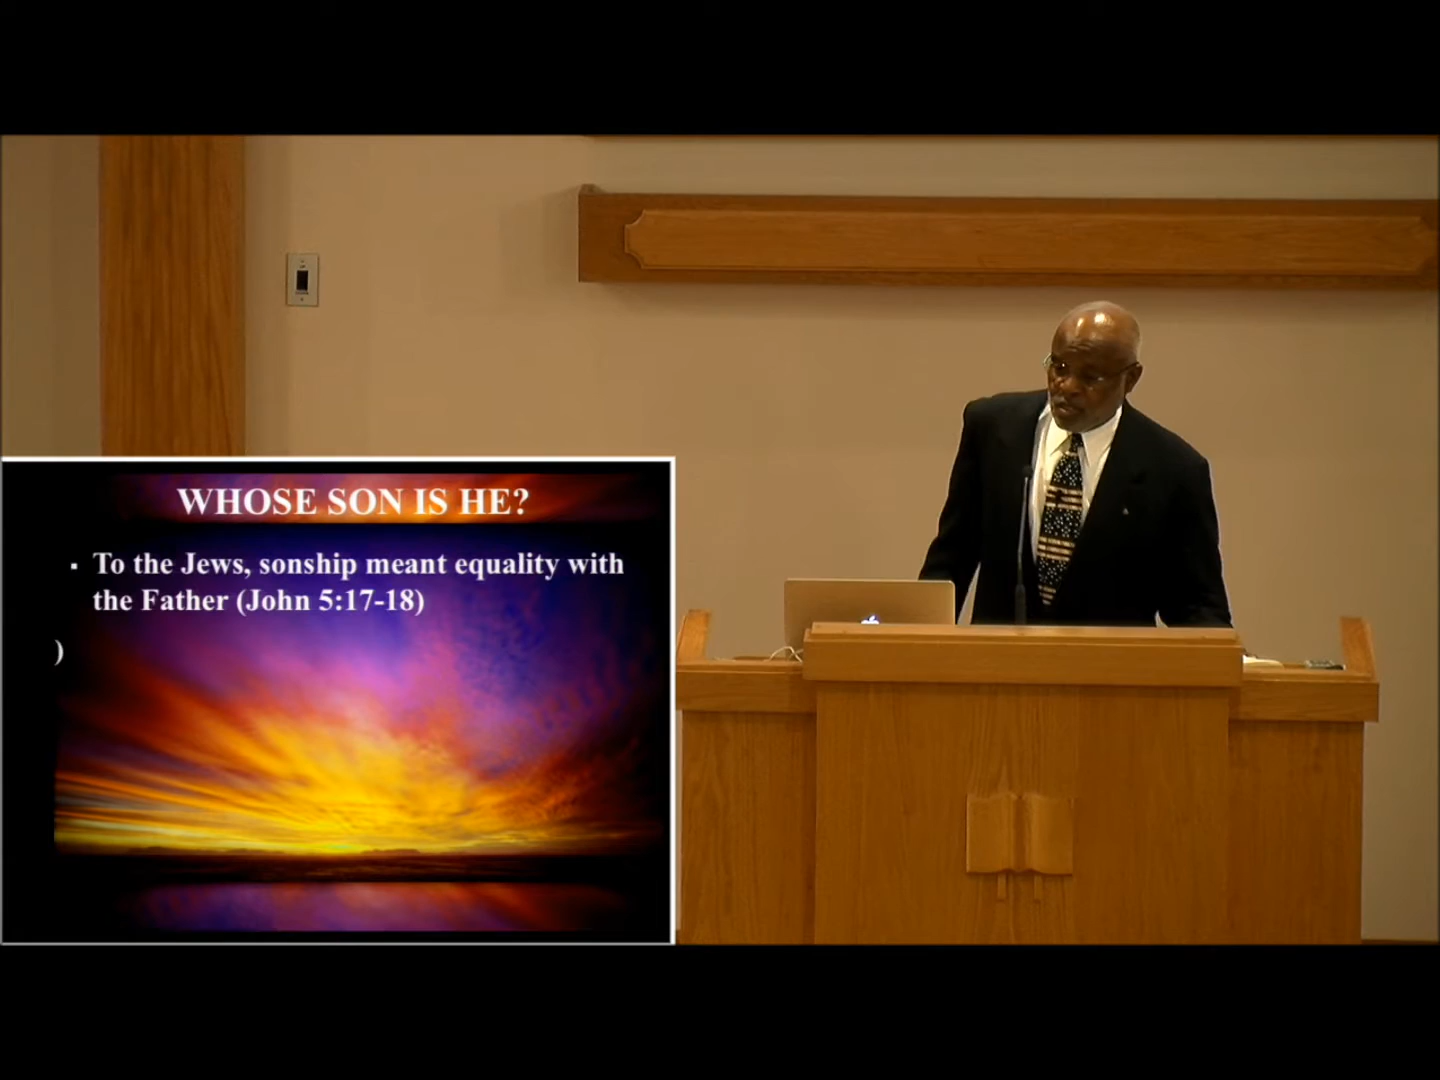 WHOSE SON IS HE?
▪ To the Jews, sonship meant equality with
the Father (John 5:17-18)
)